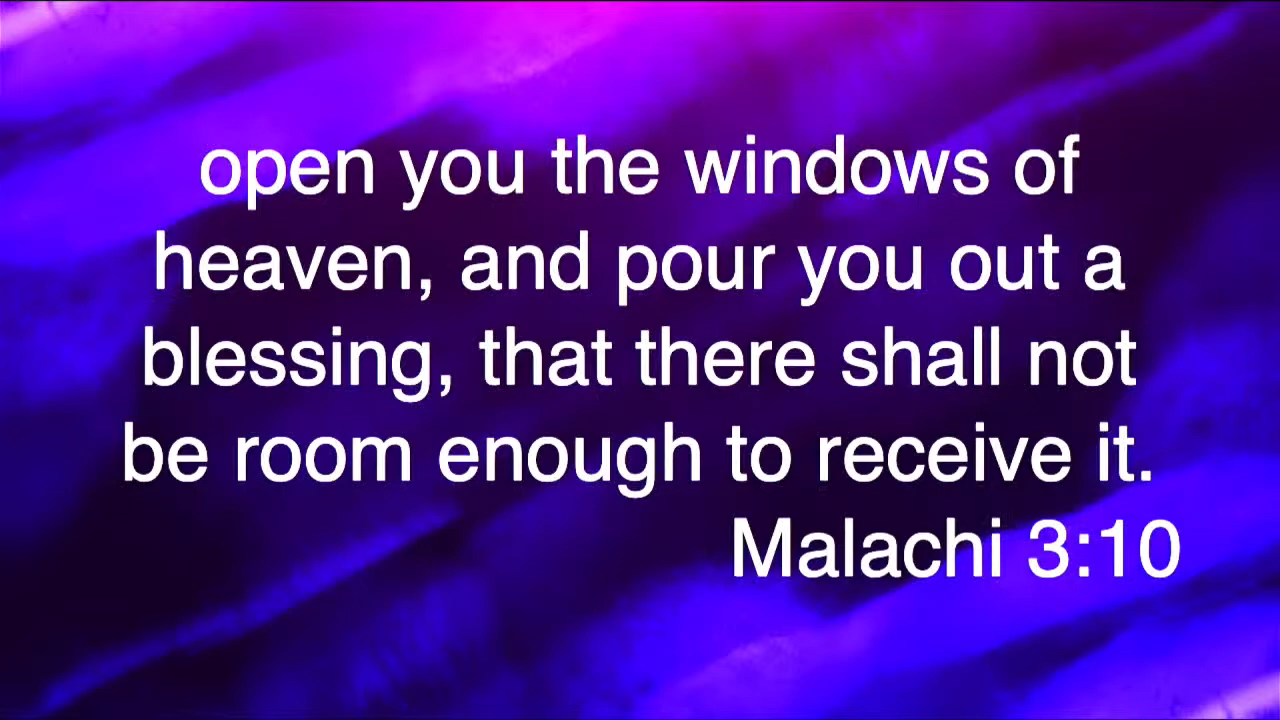 open you the windows of
heaven, and pour you out a
blessing, that there shall not
be room enough to receive it.
Malachi 3:10